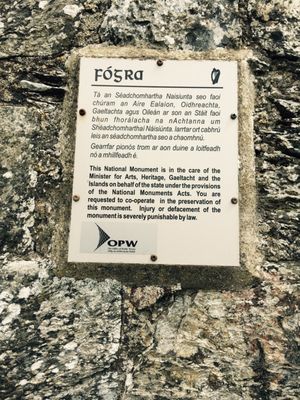 FÓGRA
Tá an Séadchomhartha Naisiunta seo faoi
chúram an Aire Ealaíon, Oidhreachta,
Gaeltachta agus Oileán ar son an Stáit faoi
bhun fhorálacha na nAchtanna um
Shéadchomharthaí Náisiúnta. Iarrtar ort cabhrú
leis an séadchomhartha seo a chaomhnú.
Gearrfar pionós trom ar aon duine a loitfeadh
nó a mhillfeadh é.
This National Monument is in the care of the
Minister for Arts, Heritage, Gaeltacht and the
Islands on behalf of the state under the provisions
of the National Monuments Acts. You are
requested to co-operate in the preservation of
this monument. Injury or defacement of the
monument is severely punishable by law.
OPW